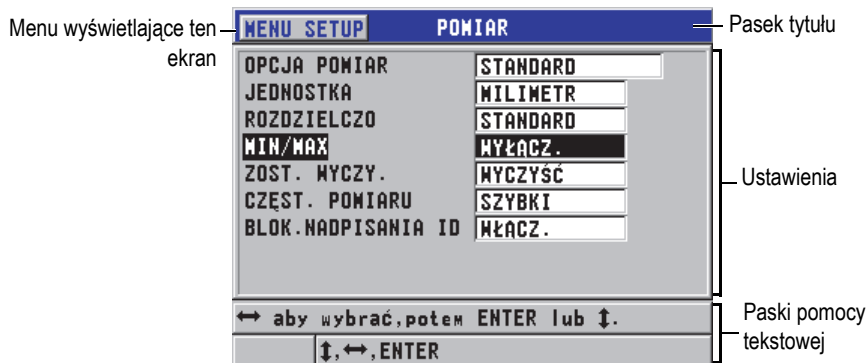 Menu wyświetlające ten
ekran
MENU SETUP POMIAR
Pasek tytułu
OPCJA POMIAR STANDARD
JEDNOSTKA MILIMETR
ROZDZIELCZO STANDARD
MIN/MAX WYŁĄCZ.
ZOST. WYCZY. WYCZYŚĆ
CZĘST. POMIARU SZYBKI
BLOK.NADPISANIA ID WŁĄCZ.
Ustawienia
↔ aby wybrać,potem ENTER lub ↕.
↕,↔,ENTER
Paski pomocy
tekstowej